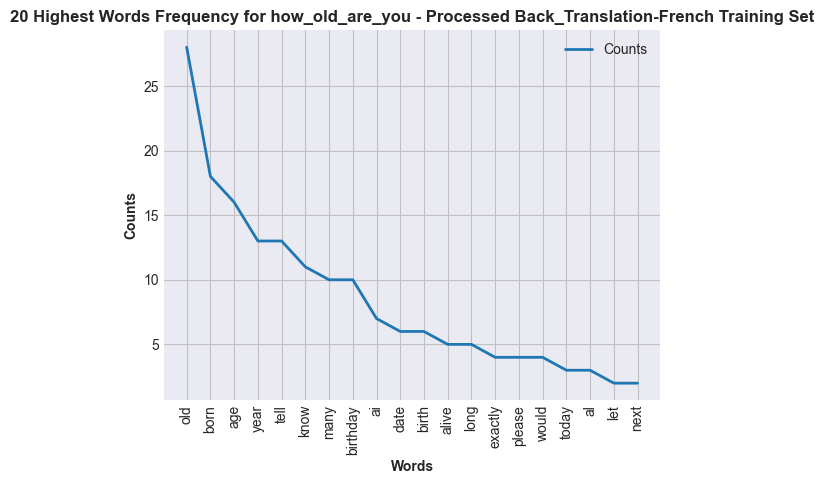 20 Highest Words Frequency for how_old_are_you - Processed Back_Translation-French Training Set
Counts
25
20
15
10
5
Counts
old
born
age
year
tell
know
many
birthday
ai
date
birth
alive
long
exactly
please
would
today
al
let
next
Words